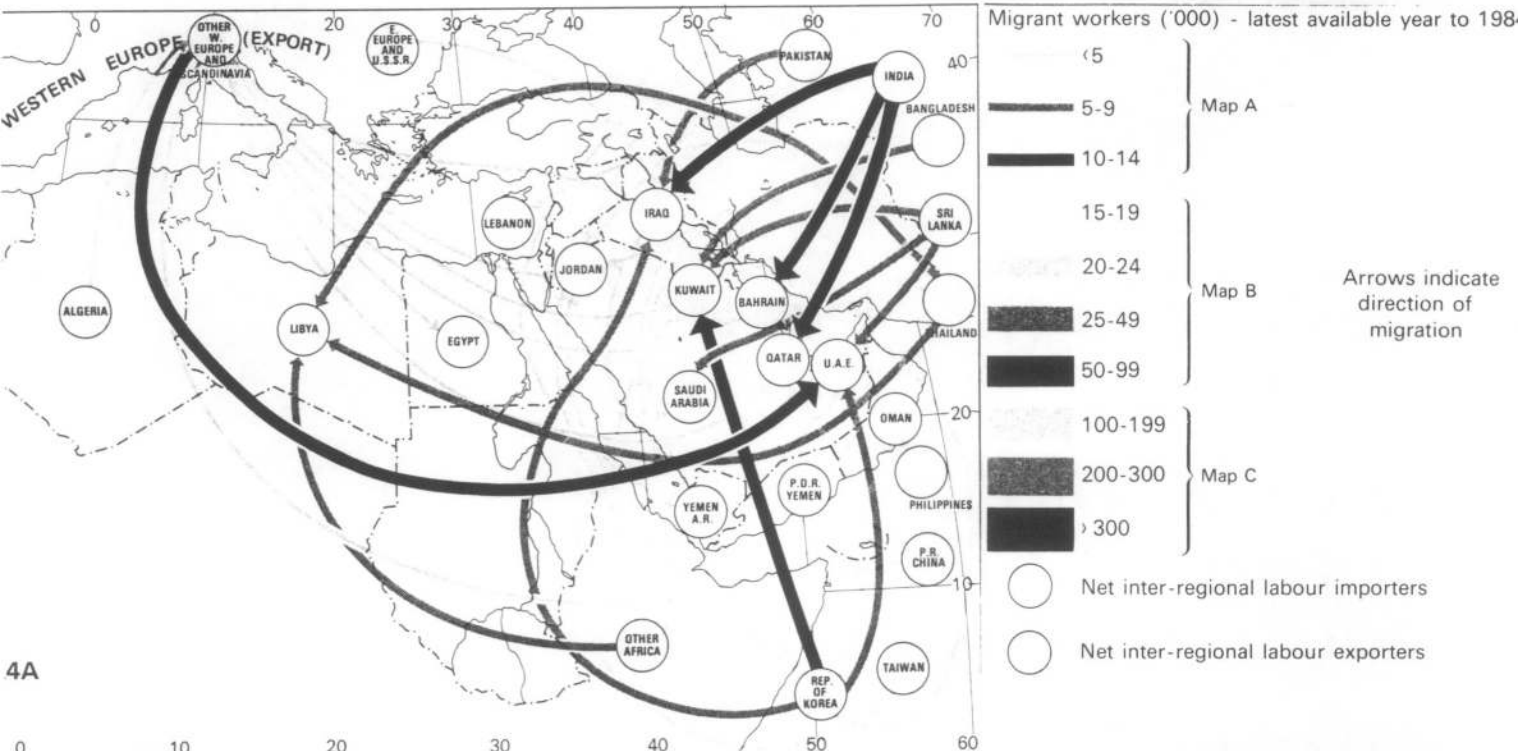 0
10
20
30
40
50
60
70
Migrant workers ('000) - latest available year to 1984
OTHER
W.
EUROPE
AND
SCANDINAVIA
WESTERN EUROPE (EXPORT)
E.
EUROPE
AND
U.S.S.R.
PAKISTAN
INDIA
BANGLADESH
40
‹5
5-9
10-14
Map A
LEBANON
IRAQ
SRI
LANKA
15-19
20-24
25-49
50-99
Map B
Arrows indicate
direction of
migration
JORDAN
KUWAIT
BAHRAIN
ALGERIA
LIBYA
EGYPT
THAILAND
QATAR
U.A.E.
SAUDI
ARABIA
OMAN
20
100-199
200-300
› 300
Map C
YEMEN
A.R.
P.D.R.
YEMEN
PHILIPPINES
P.R.
CHINA
10
Net inter-regional labour importers
OTHER
AFRICA
TAIWAN
Net inter-regional labour exporters
4A
REP.
OF
KOREA
0
10
20
30
40
50
60